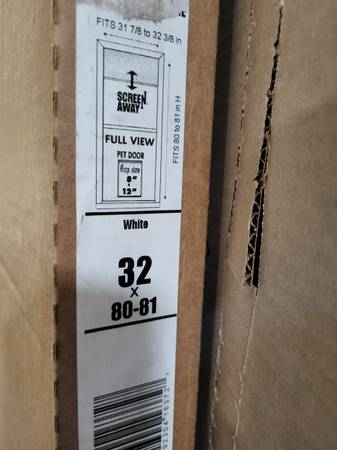 FITS 31 7/8 to 32 3/8 in
SCREEN
AWAY
FULL VIEW
PET DOOR
flap size
8"
x
12"
FITS 80 to 81 in H
White
32
x
80-81